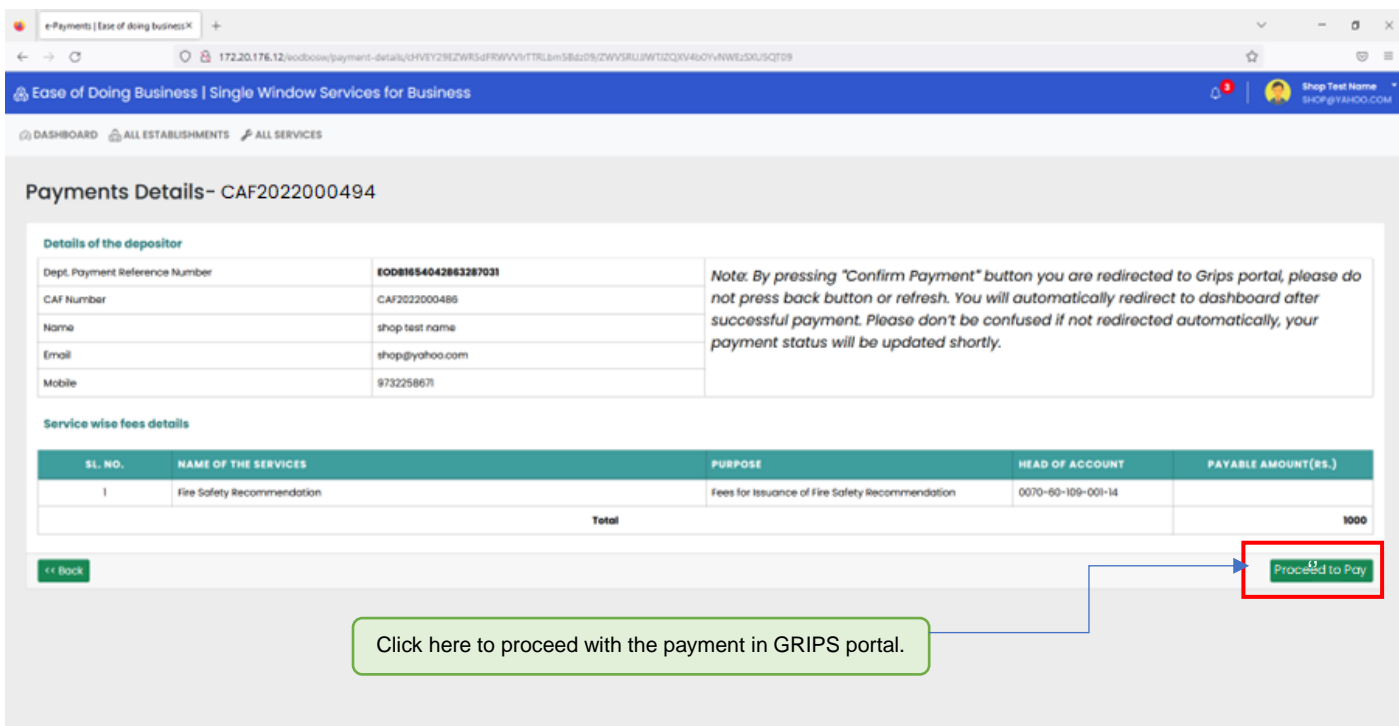 e-Payments | Ease of doing business
172.20.176.12/eodbosw/payment-details/
Ease of Doing Business | Single Window Services for Business
3
Shop Test Name
SHOP@YAHOO.COM
DASHBOARD ALL ESTABLISHMENTS ALL SERVICES
Payments Details- CAF2022000494
Details of the depositor
Dept. Payment Reference Number EODB1654042863287031
CAF Number CAF2022000486
Name shop test name
Email shop@yahoo.com
Mobile 9732258671
Note: By pressing "Confirm Payment" button you are redirected to Grips portal, please do
not press back button or refresh. You will automatically redirect to dashboard after
successful payment. Please don't be confused if not redirected automatically, your
payment status will be updated shortly.
Service wise fees details
SL. NO. NAME OF THE SERVICES PURPOSE HEAD OF ACCOUNT PAYABLE AMOUNT(RS.)
1 Fire Safety Recommendation Fees for Issuance of Fire Safety Recommendation 0070-60-109-001-14
Total 1000
<< Back
Proceed to Pay
Click here to proceed with the payment in GRIPS portal.